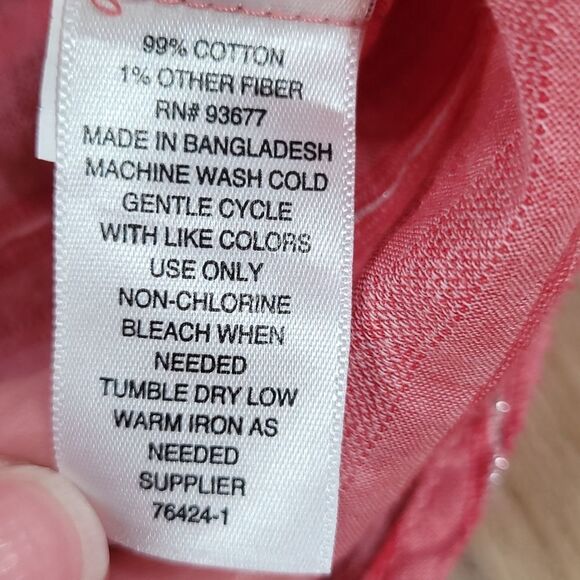 99% COTTON
1% OTHER FIBER
RN# 93677
MADE IN BANGLADESH
MACHINE WASH COLD
GENTLE CYCLE
WITH LIKE COLORS
USE ONLY
NON-CHLORINE
BLEACH WHEN
NEEDED
TUMBLE DRY LOW
WARM IRON AS
NEEDED
SUPPLIER
76424-1